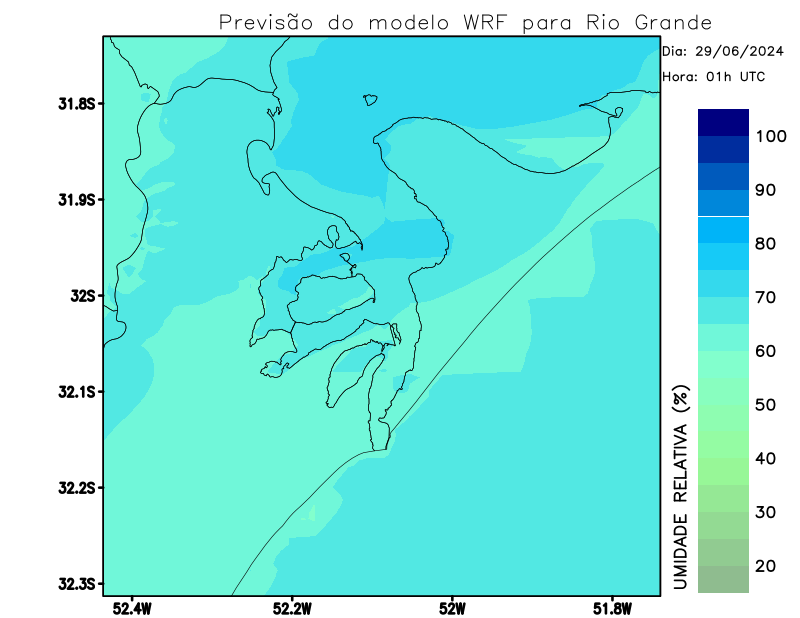 Previsão do modelo WRF para Rio Grande
Dia: 29/06/2024
Hora: 01h UTC
31.8S
31.9S
32S
32.1S
32.2S
32.3S
52.4W
52.2W
52W
51.8W
100
90
80
70
60
50
40
30
20
UMIDADE RELATIVA (%)